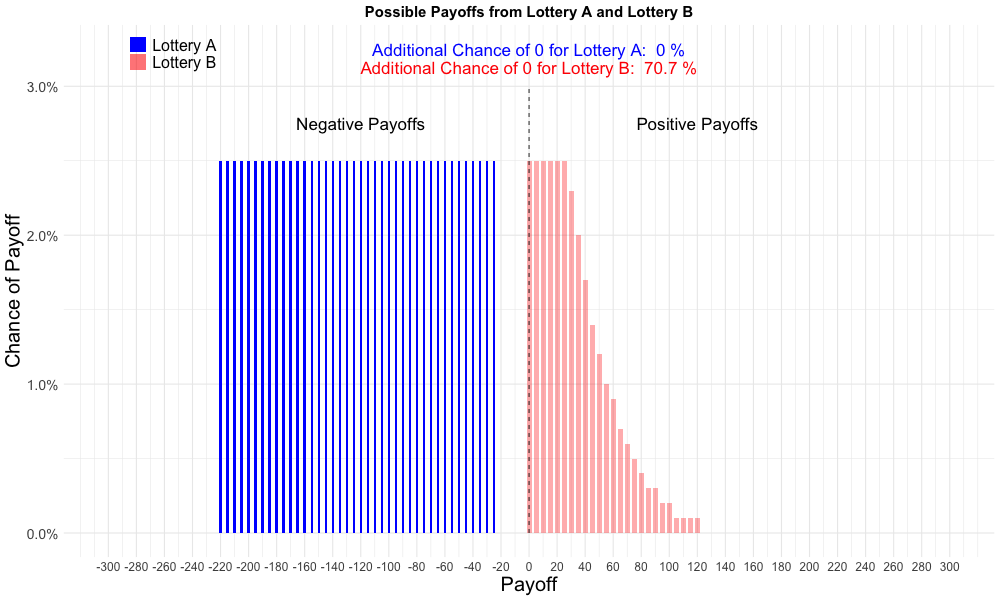 Possible Payoffs from Lottery A and Lottery B
Lottery A
Lottery B
Additional Chance of 0 for Lottery A:  0 %
Additional Chance of 0 for Lottery B:  70.7 %
Negative Payoffs
Positive Payoffs
Chance of Payoff
3.0%
2.0%
1.0%
0.0%
-300 -280 -260 -240 -220 -200 -180 -160 -140 -120 -100 -80 -60 -40 -20 0 20 40 60 80 100 120 140 160 180 200 220 240 260 280 300
Payoff